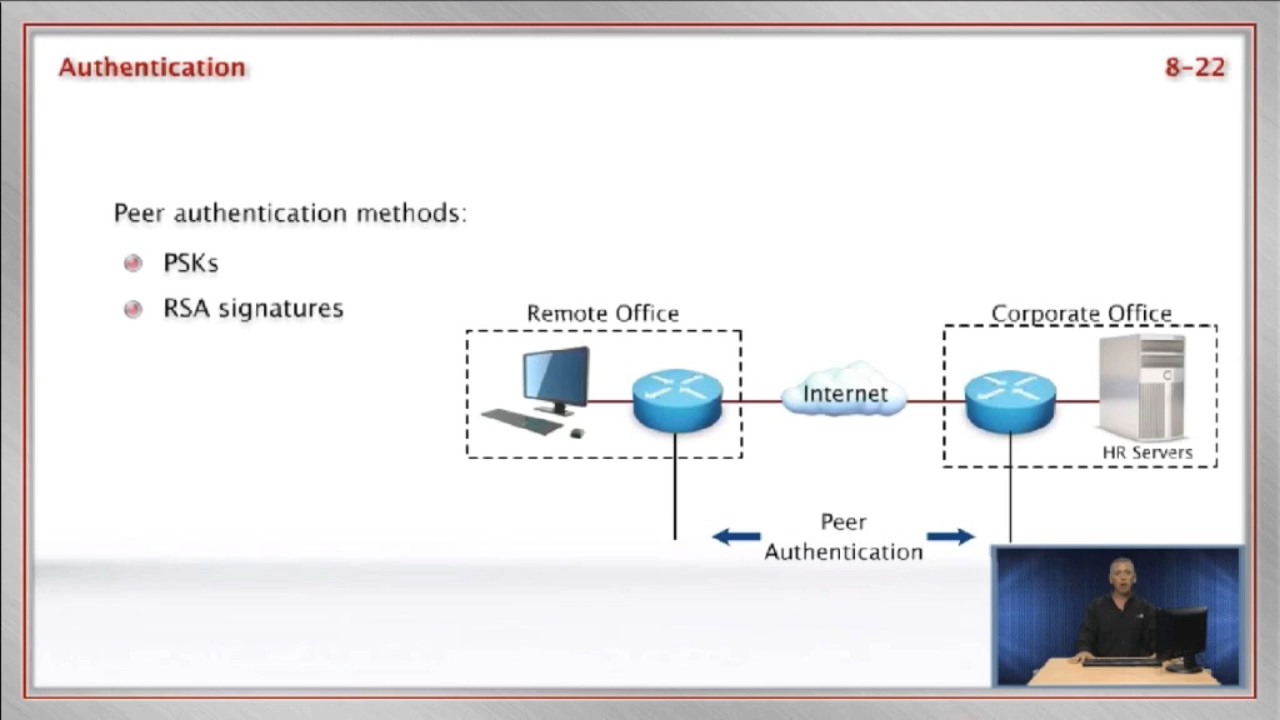 Authentication
8-22
Peer authentication methods:
PSKs
RSA signatures
Remote Office
Corporate Office
Internet
HR Servers
Peer
Authentication